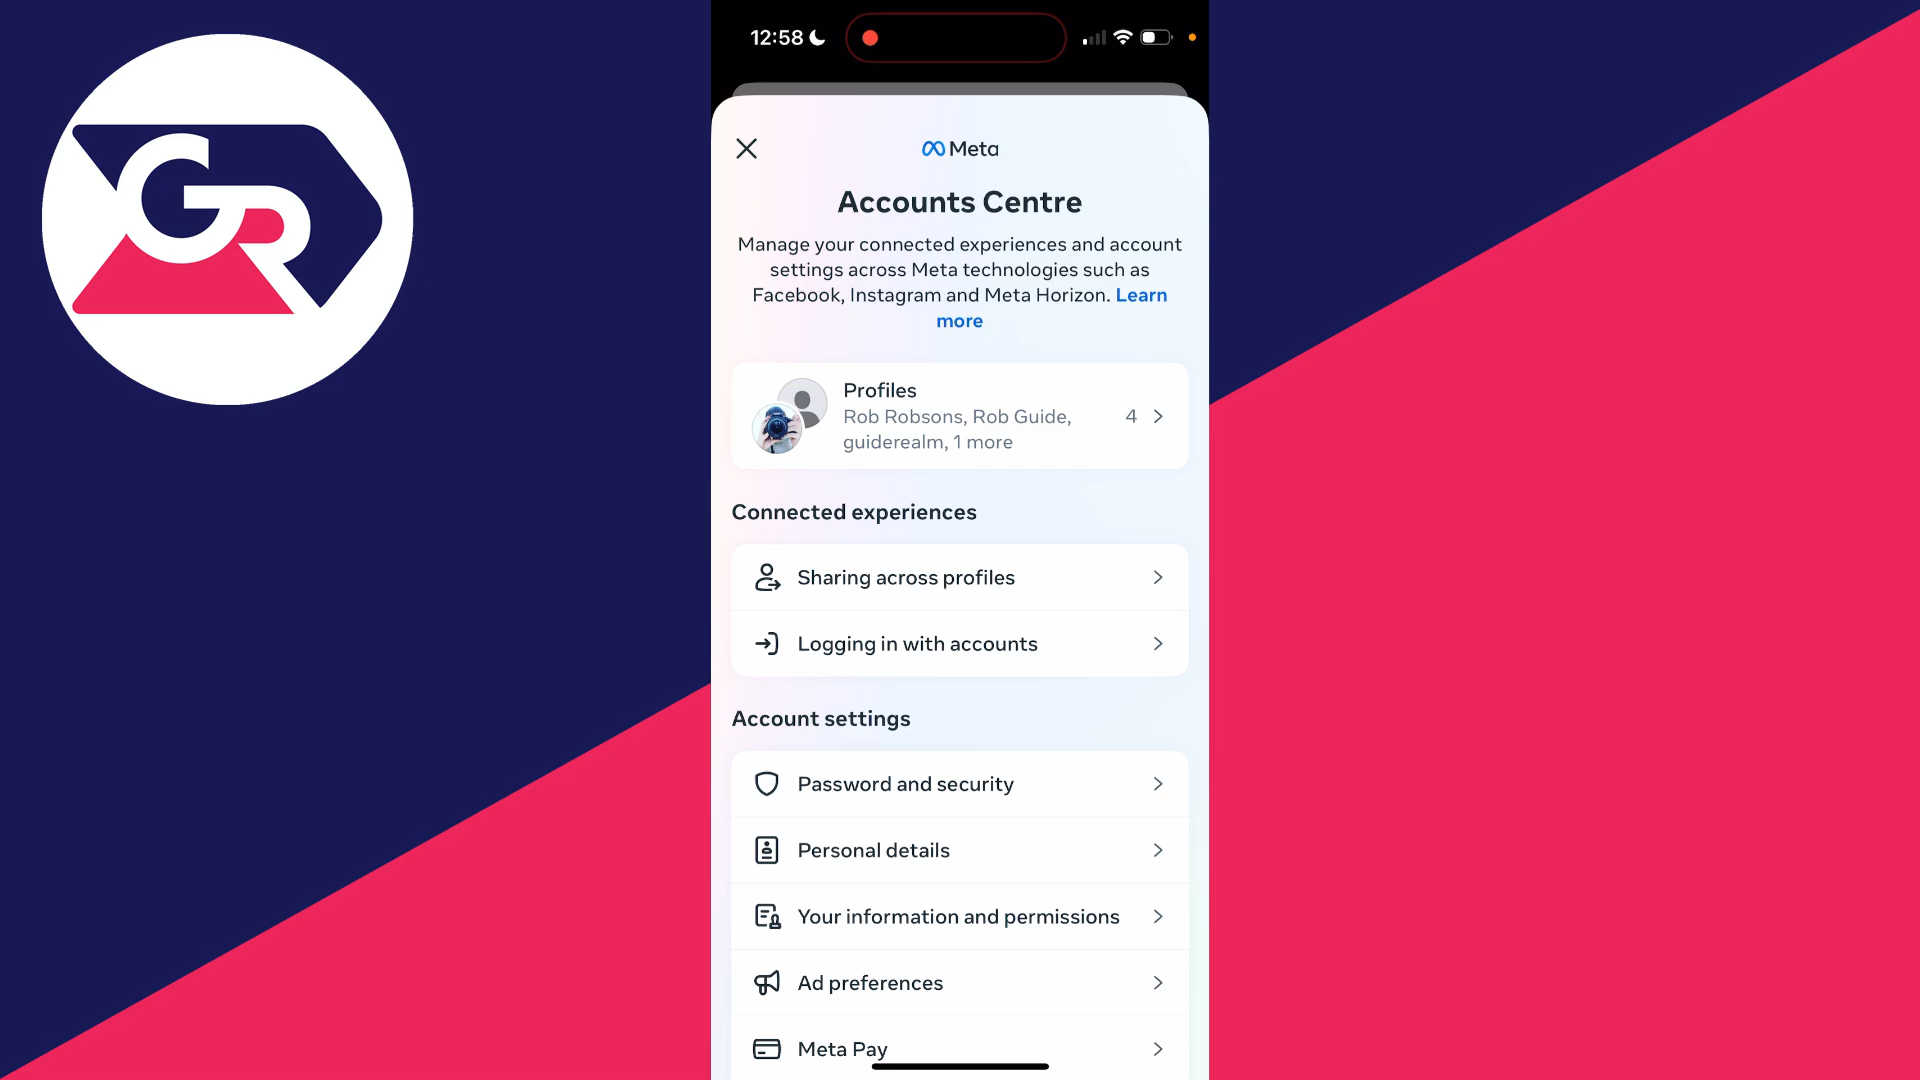 GR
12:58
Meta
Accounts Centre
Manage your connected experiences and account
settings across Meta technologies such as
Facebook, Instagram and Meta Horizon. Learn
more
Profiles
Rob Robsons, Rob Guide,
guiderealm, 1 more
4
Connected experiences
Sharing across profiles
Logging in with accounts
Account settings
Password and security
Personal details
Your information and permissions
Ad preferences
Meta Pay